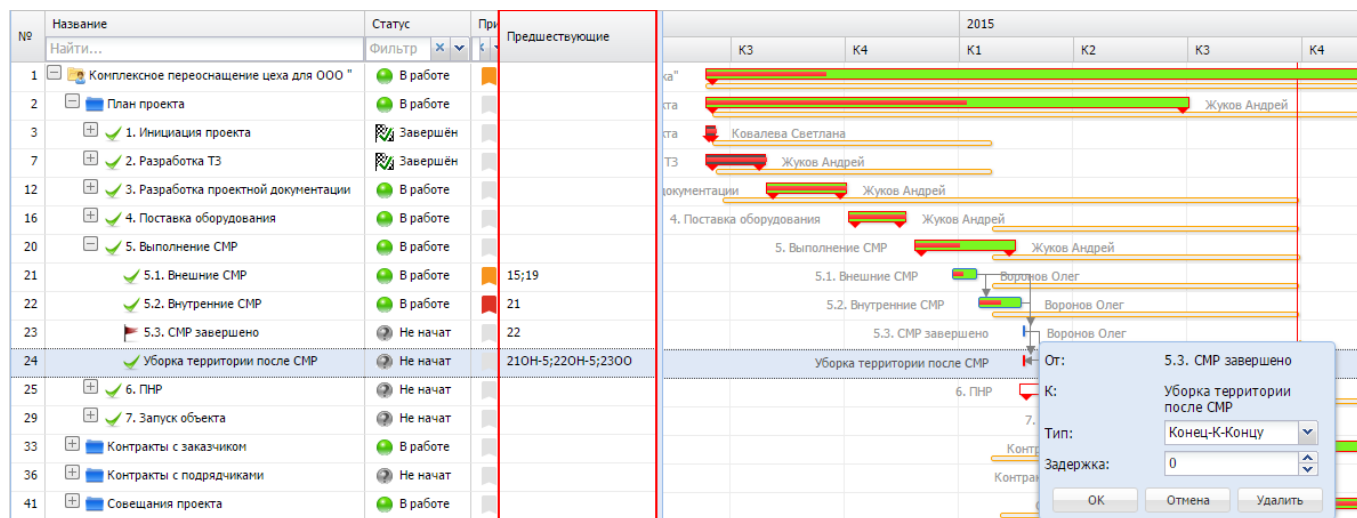 № Название Статус При Предшествующие 2015
Найти... Фильтр К3 К4 К1 К2 К3 К4
1 Комплексное переоснащение цеха для ООО " В работе ка"
2 План проекта В работе кта Жуков Андрей
3 1. Инициация проекта Завершён кта Ковалева Светлана
7 2. Разработка ТЗ Завершён ТЗ Жуков Андрей
12 3. Разработка проектной документации В работе документации Жуков Андрей
16 4. Поставка оборудования В работе 4. Поставка оборудования Жуков Андрей
20 5. Выполнение СМР В работе 5. Выполнение СМР Жуков Андрей
21 5.1. Внешние СМР В работе 15;19 5.1. Внешние СМР Воронов Олег
22 5.2. Внутренние СМР В работе 21 5.2. Внутренние СМР Воронов Олег
23 5.3. СМР завершено Не начат 22 5.3. СМР завершено Воронов Олег
24 Уборка территории после СМР Не начат 21ОН-5;22ОН-5;23ОО Уборка территории после СМР
От: 5.3. СМР завершено
25 6. ПНР Не начат 6. ПНР
К: Уборка территории
после СМР
29 7. Запуск объекта Не начат 7.
Тип: Конец-К-Концу
33 Контракты с заказчиком В работе Контр
Задержка: 0
36 Контракты с подрядчиками Не начат Контрак
41 Совещания проекта В работе
ОК Отмена Удалить